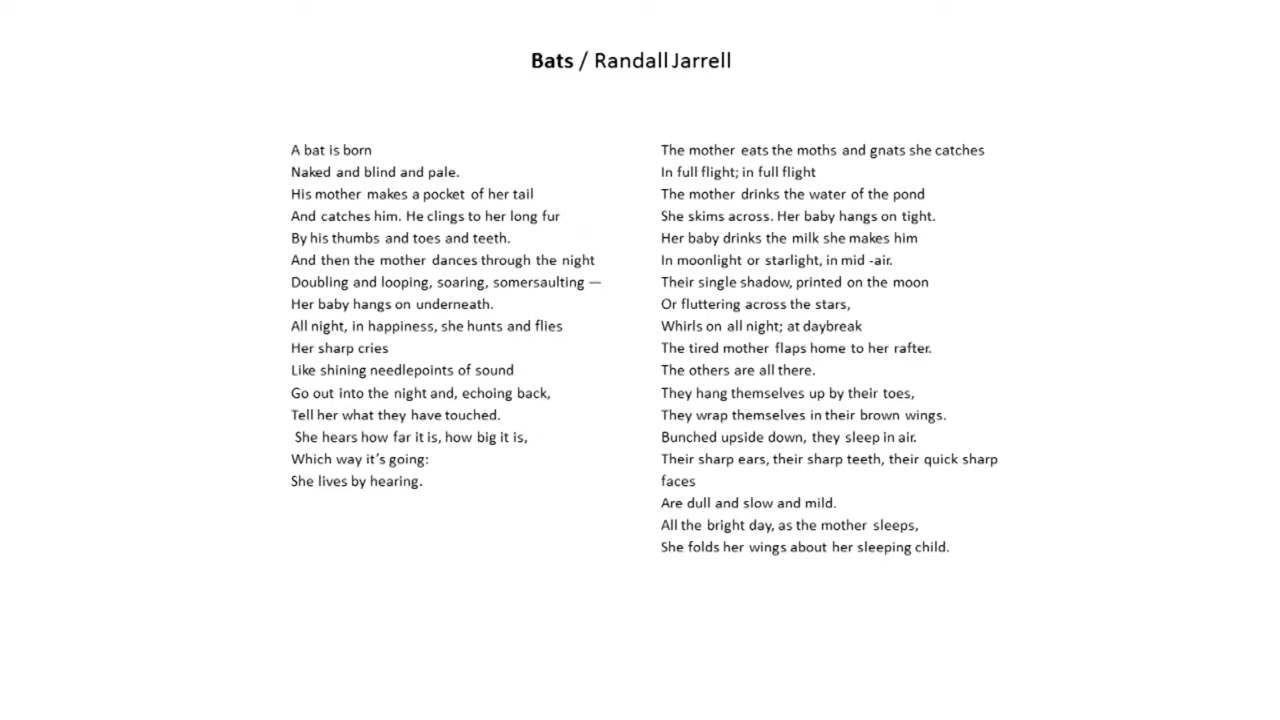 Bats / Randall Jarrell
A bat is born
Naked and blind and pale.
His mother makes a pocket of her tail
And catches him. He clings to her long fur
By his thumbs and toes and teeth.
And then the mother dances through the night
Doubling and looping, soaring, somersaulting —
Her baby hangs on underneath.
All night, in happiness, she hunts and flies
Her sharp cries
Like shining needlepoints of sound
Go out into the night and, echoing back,
Tell her what they have touched.
She hears how far it is, how big it is,
Which way it’s going:
She lives by hearing.
The mother eats the moths and gnats she catches
In full flight; in full flight
The mother drinks the water of the pond
She skims across. Her baby hangs on tight.
Her baby drinks the milk she makes him
In moonlight or starlight, in mid -air.
Their single shadow, printed on the moon
Or fluttering across the stars,
Whirls on all night; at daybreak
The tired mother flaps home to her rafter.
The others are all there.
They hang themselves up by their toes,
They wrap themselves in their brown wings.
Bunched upside down, they sleep in air.
Their sharp ears, their sharp teeth, their quick sharp
faces
Are dull and slow and mild.
All the bright day, as the mother sleeps,
She folds her wings about her sleeping child.